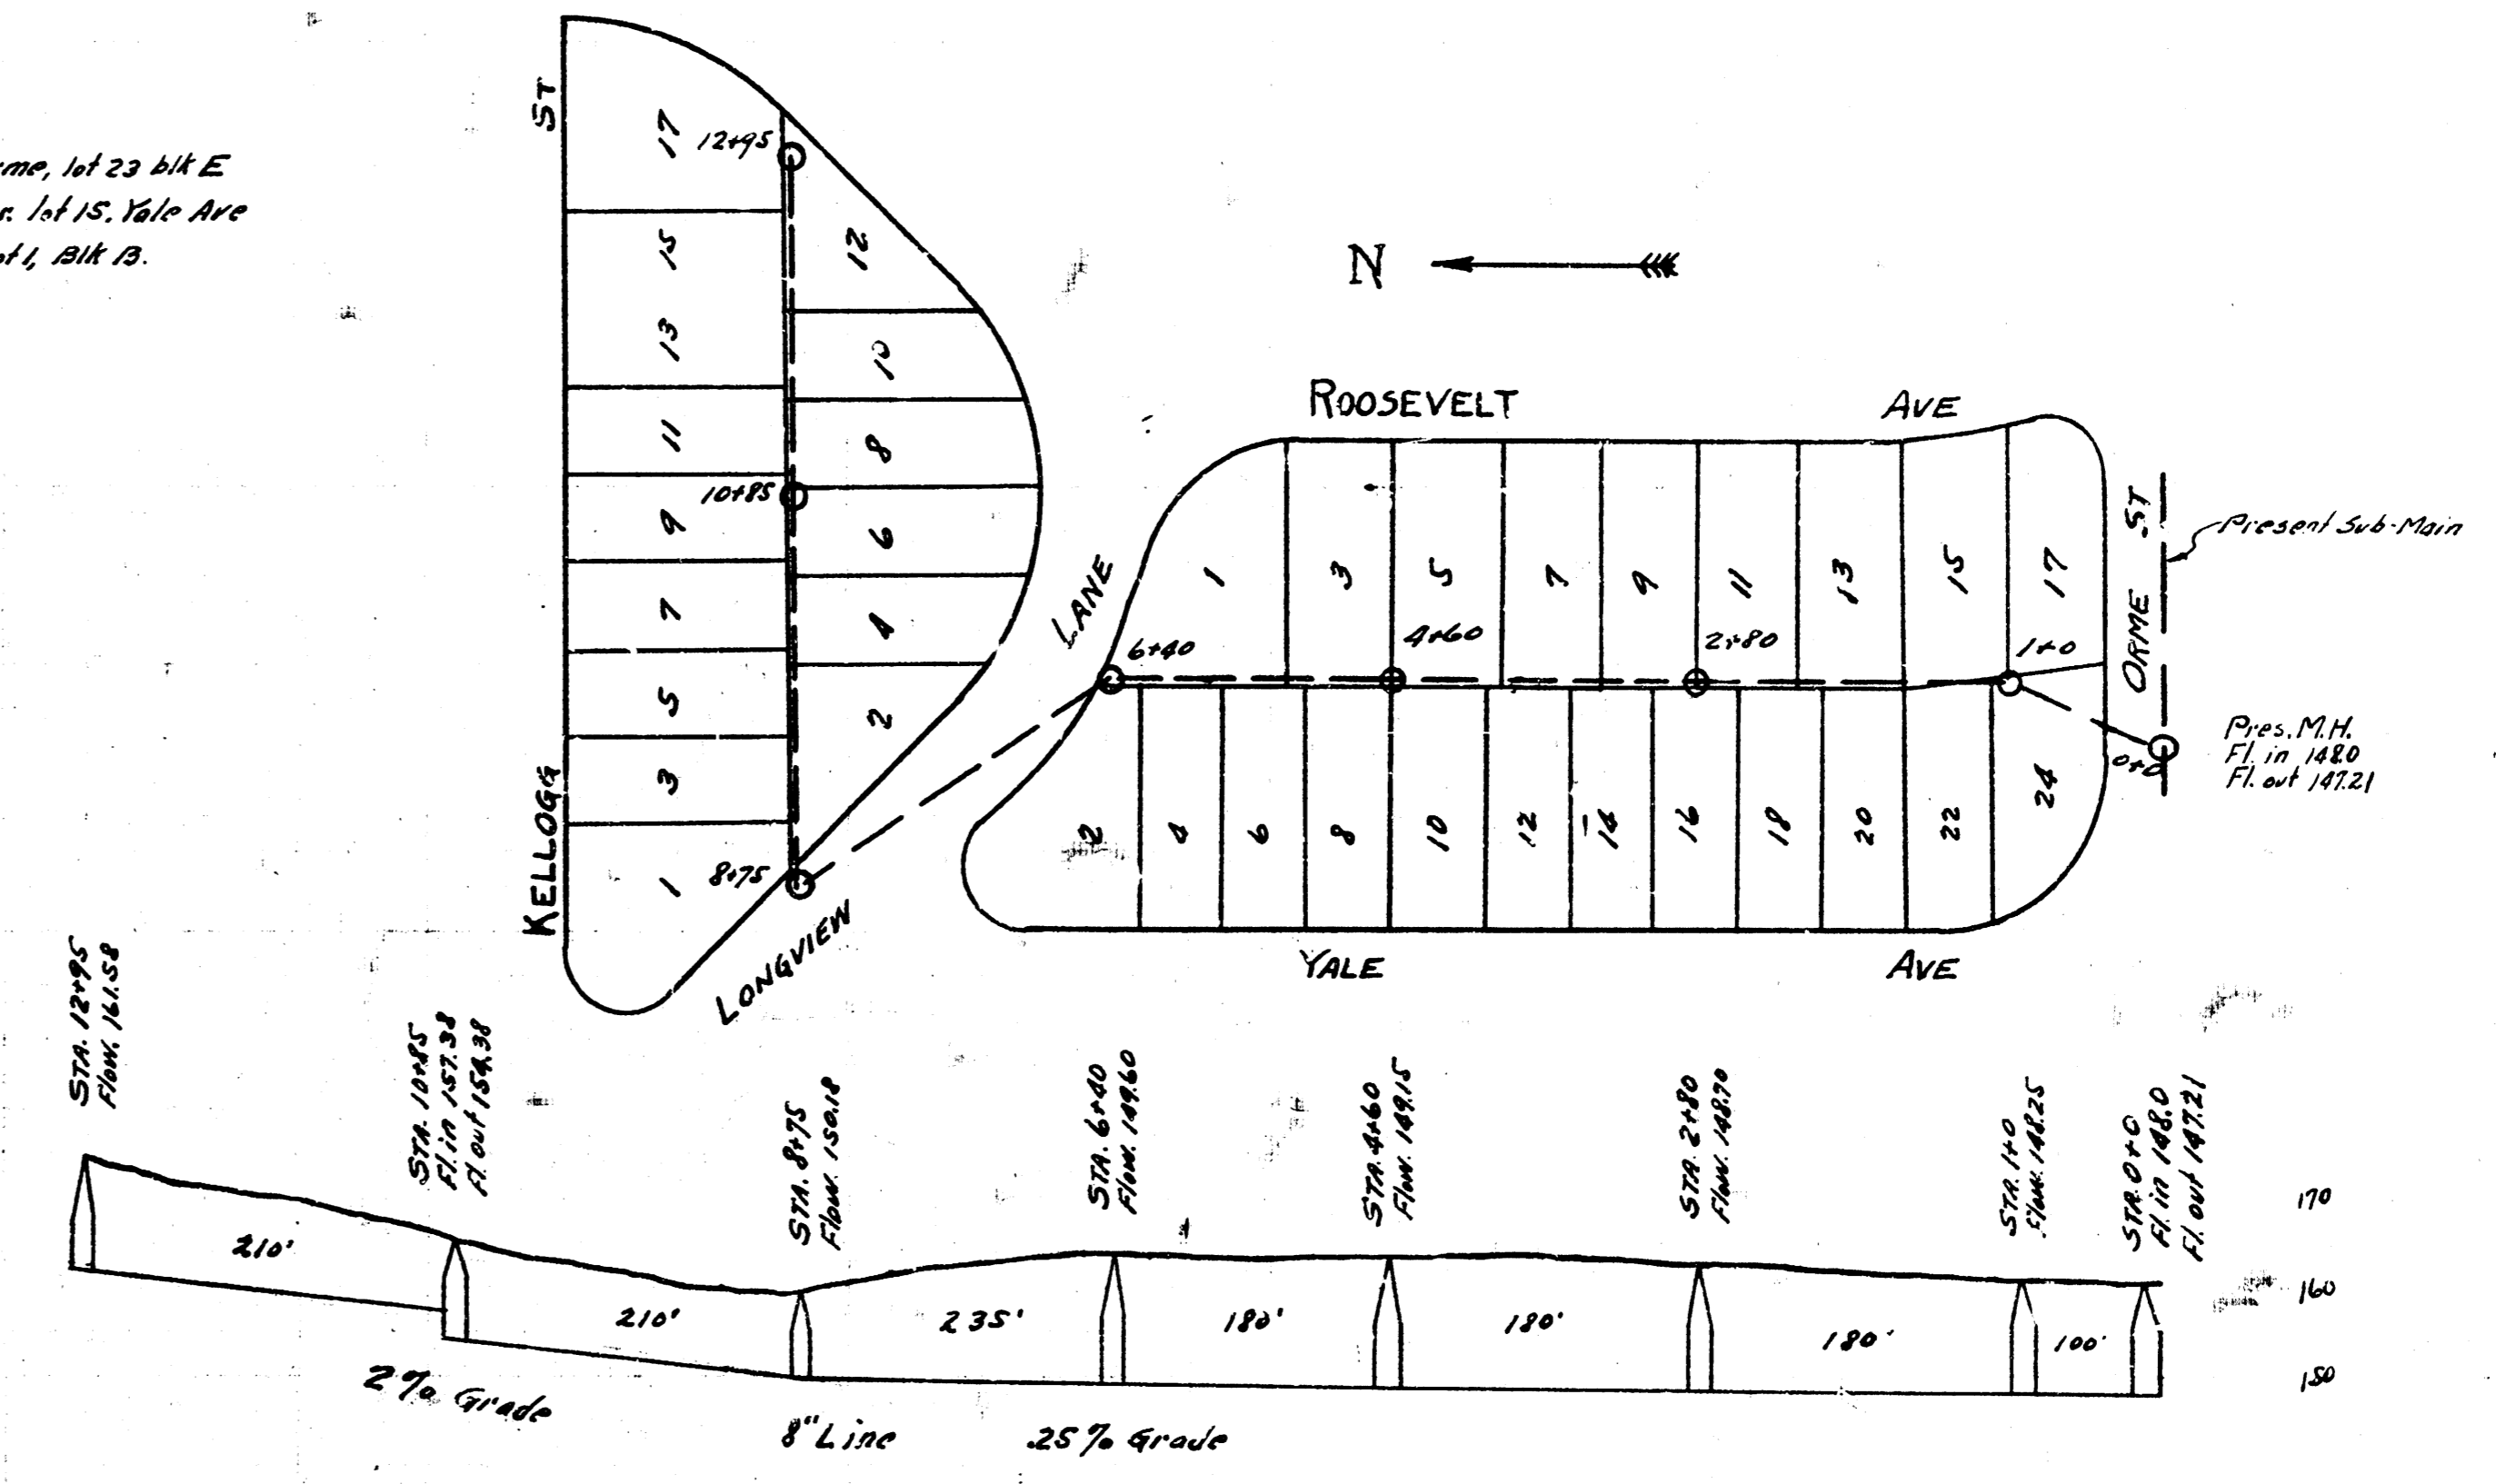 me, lot 23 blk E
lot 15. Yale Ave
1, Blk B.
ST
KELLOGG
17
15
13
11
9
7
5
3
1
12+95
10+85
8+75
12
10
8
6
4
2
N
ROOSEVELT AVE
LONGVIEW LANE
6+40
4+60
2+80
1+0
0+0
1
3
5
7
9
11
13
15
17
2
4
6
8
10
12
14
16
18
20
22
24
YALE AVE
ORME ST
Present Sub-Main
Pres. M.H.
Fl. in 148.0
Fl. out 147.21
STA. 12+95
Flow. 161.58
STA. 10+85
Fl. in 157.38
Fl. out 154.38
STA. 8+75
Flow. 150.18
STA. 6+40
Flow. 149.60
STA. 4+60
Flow. 149.15
STA. 2+80
Flow. 148.70
STA. 1+0
Flow. 148.25
STA. 0+0
Fl. in 148.0
Fl. out 147.21
210'
210'
235'
180'
180'
180'
100'
170
160
150
2% Grade
8" Line
.25% Grade